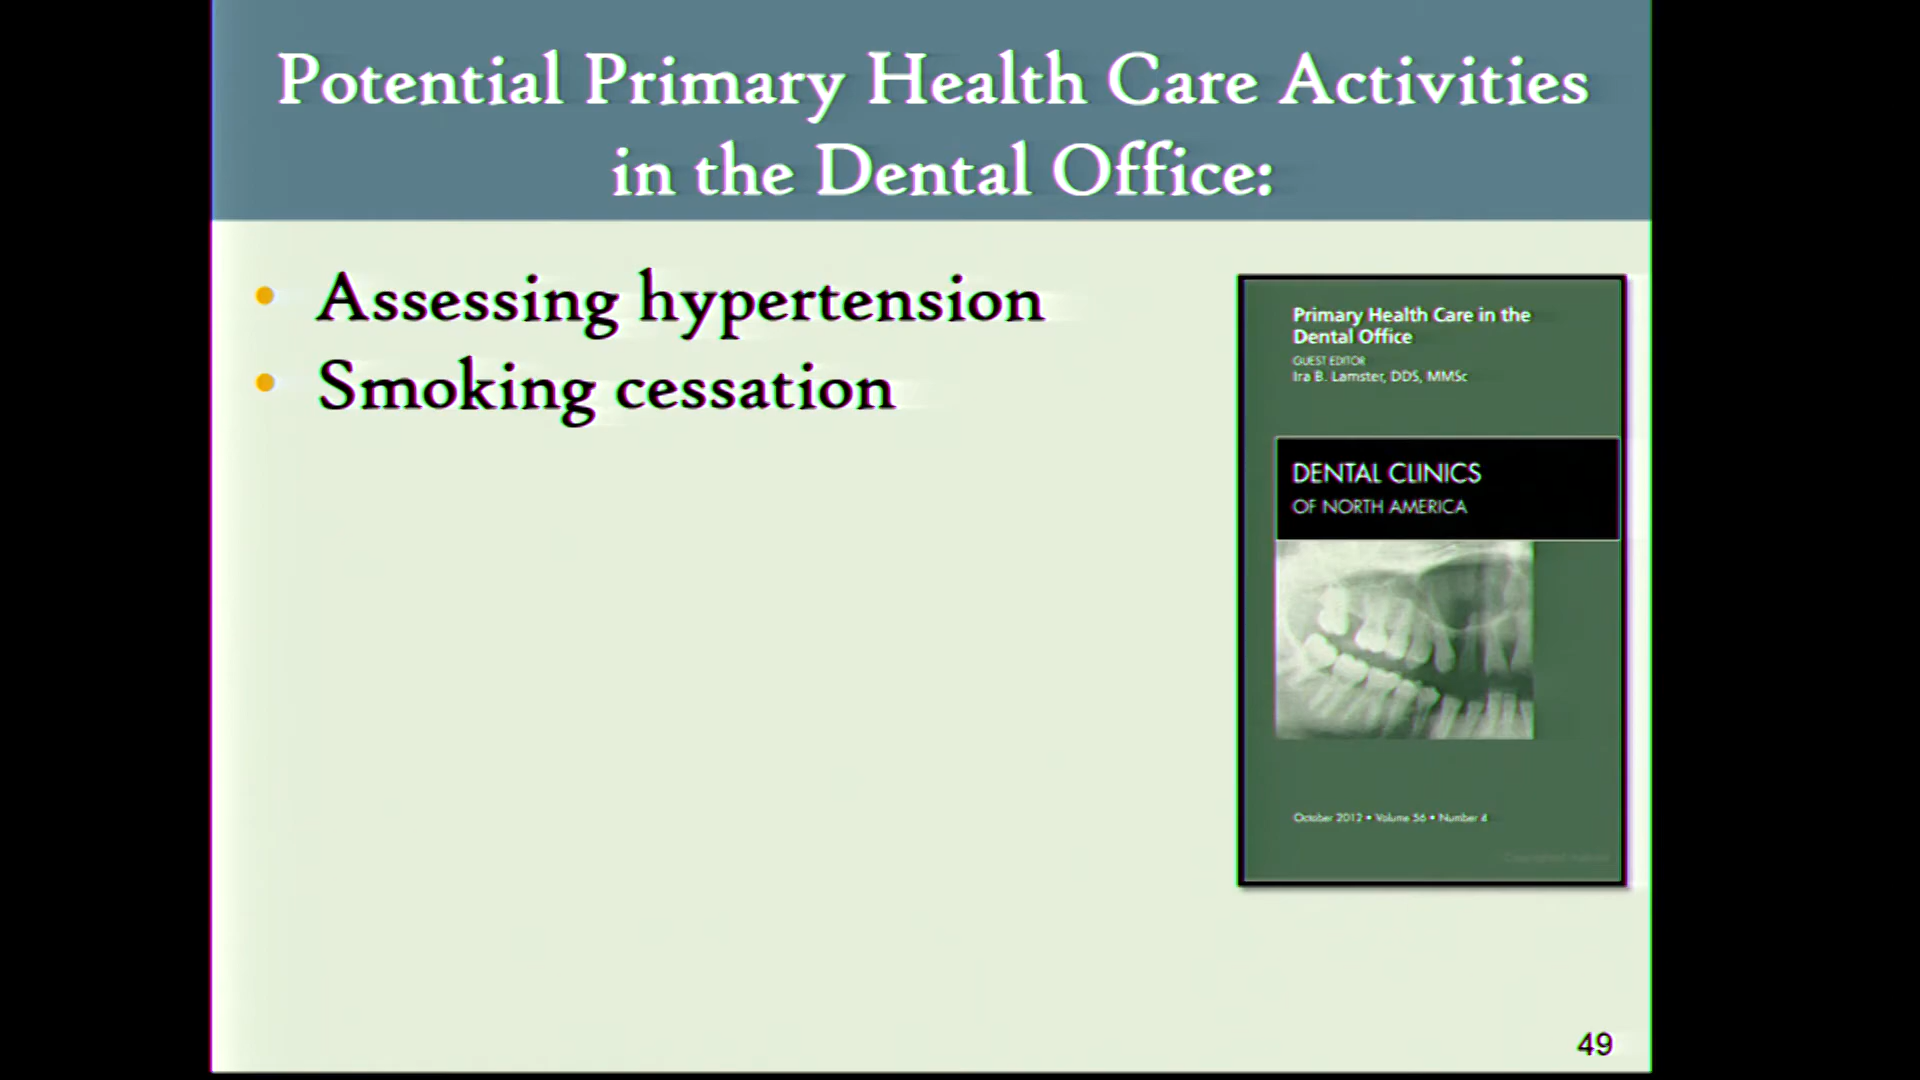 Potential Primary Health Care Activities
in the Dental Office:
• Assessing hypertension
• Smoking cessation
Primary Health Care in the
Dental Office
GUEST EDITOR
Ira B. Lamster, DDS, MMSc
DENTAL CLINICS
OF NORTH AMERICA
October 2012 • Volume 56 • Number 4
49